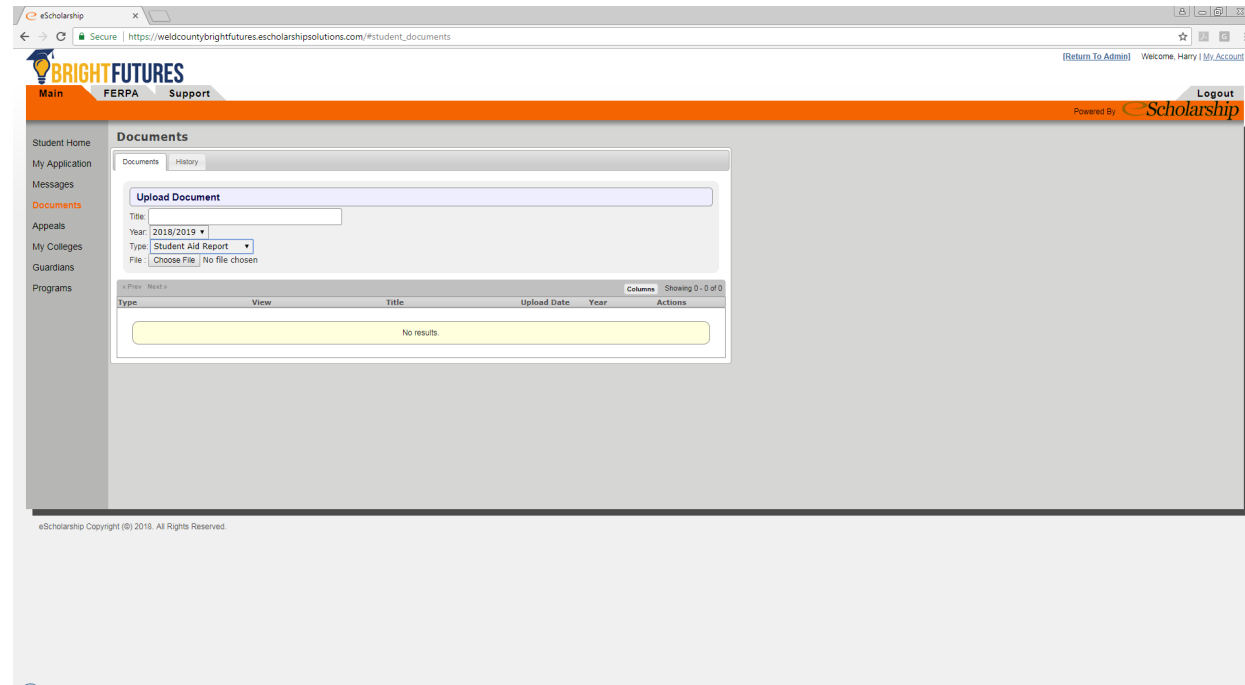 eScholarship
Secure | https://weldcountybrightfutures.escholarshipsolutions.com/#student_documents
[Return To Admin] Welcome, Harry | My Account
BRIGHTFUTURES
Main FERPA Support Logout
Powered By eScholarship
Student Home
My Application
Messages
Documents
Appeals
My Colleges
Guardians
Programs
Documents
Documents History
Upload Document
Title:
Year: 2018/2019
Type: Student Aid Report
File : Choose File No file chosen
« Prev Next » Columns Showing 0 - 0 of 0
Type View Title Upload Date Year Actions
No results.
eScholarship Copyright (©) 2018. All Rights Reserved.